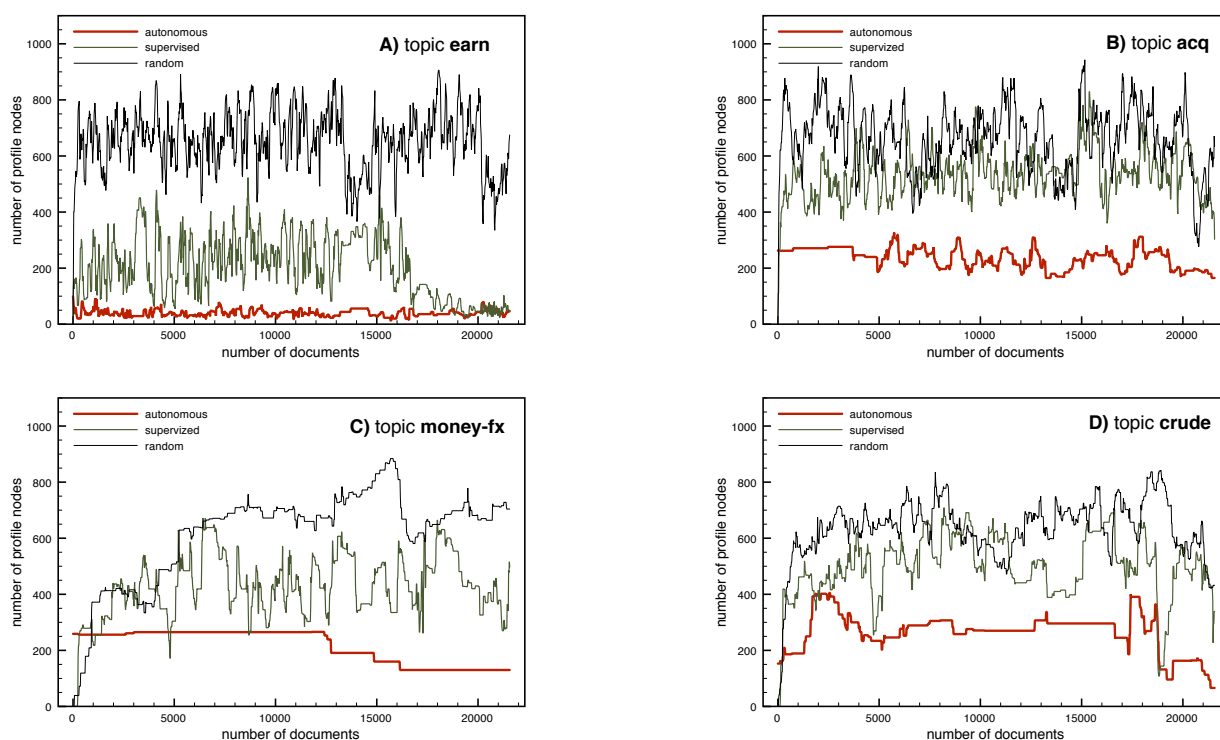 A) topic earn
autonomous
supervised
random
number of profile nodes
1000
800
600
400
200
0
0 5000 10000 15000 20000
number of documents
B) topic acq
autonomous
supervized
random
number of profile nodes
1000
800
600
400
200
0
0 5000 10000 15000 20000
number of documents
C) topic money-fx
autonomous
supervized
random
number of profile nodes
1000
800
600
400
200
0
0 5000 10000 15000 20000
number of documents
D) topic crude
autonomous
supervised
random
number of profile nodes
1000
800
600
400
200
0
0 5000 10000 15000 20000
number of documents